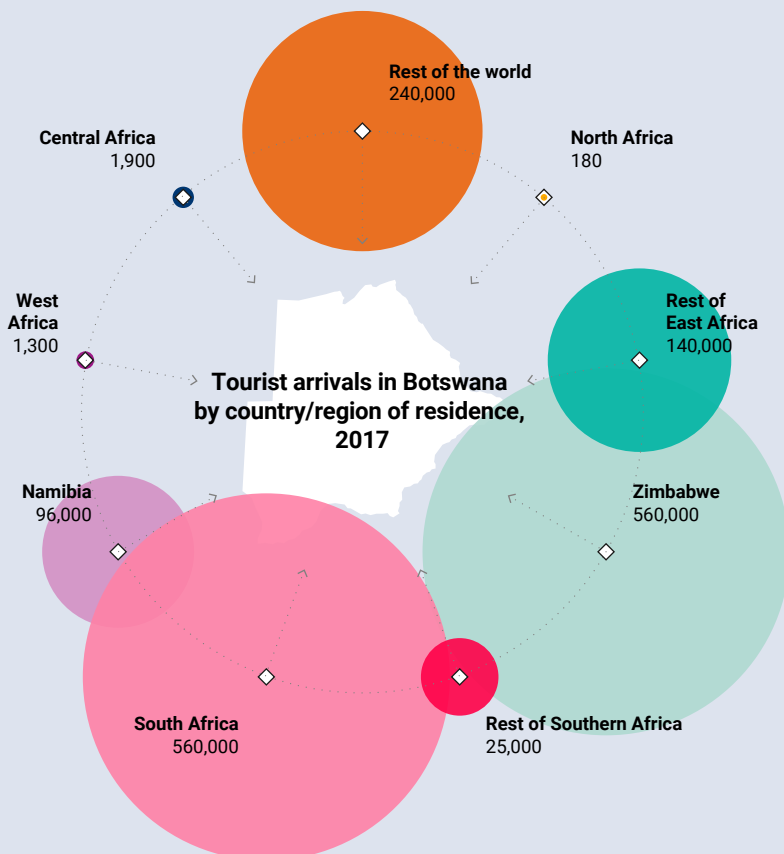 Rest of the world
240,000
Central Africa
1,900
North Africa
180
West
Africa
1,300
Rest of
East Africa
140,000
Tourist arrivals in Botswana
by country/region of residence,
2017
Namibia
96,000
Zimbabwe
560,000
South Africa
560,000
Rest of Southern Africa
25,000